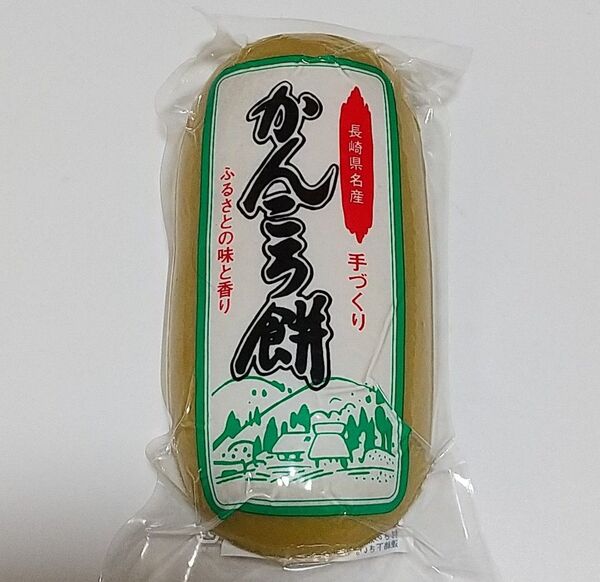 長崎県名産
手づくり
かんころ餅
ふるさとの味と香り